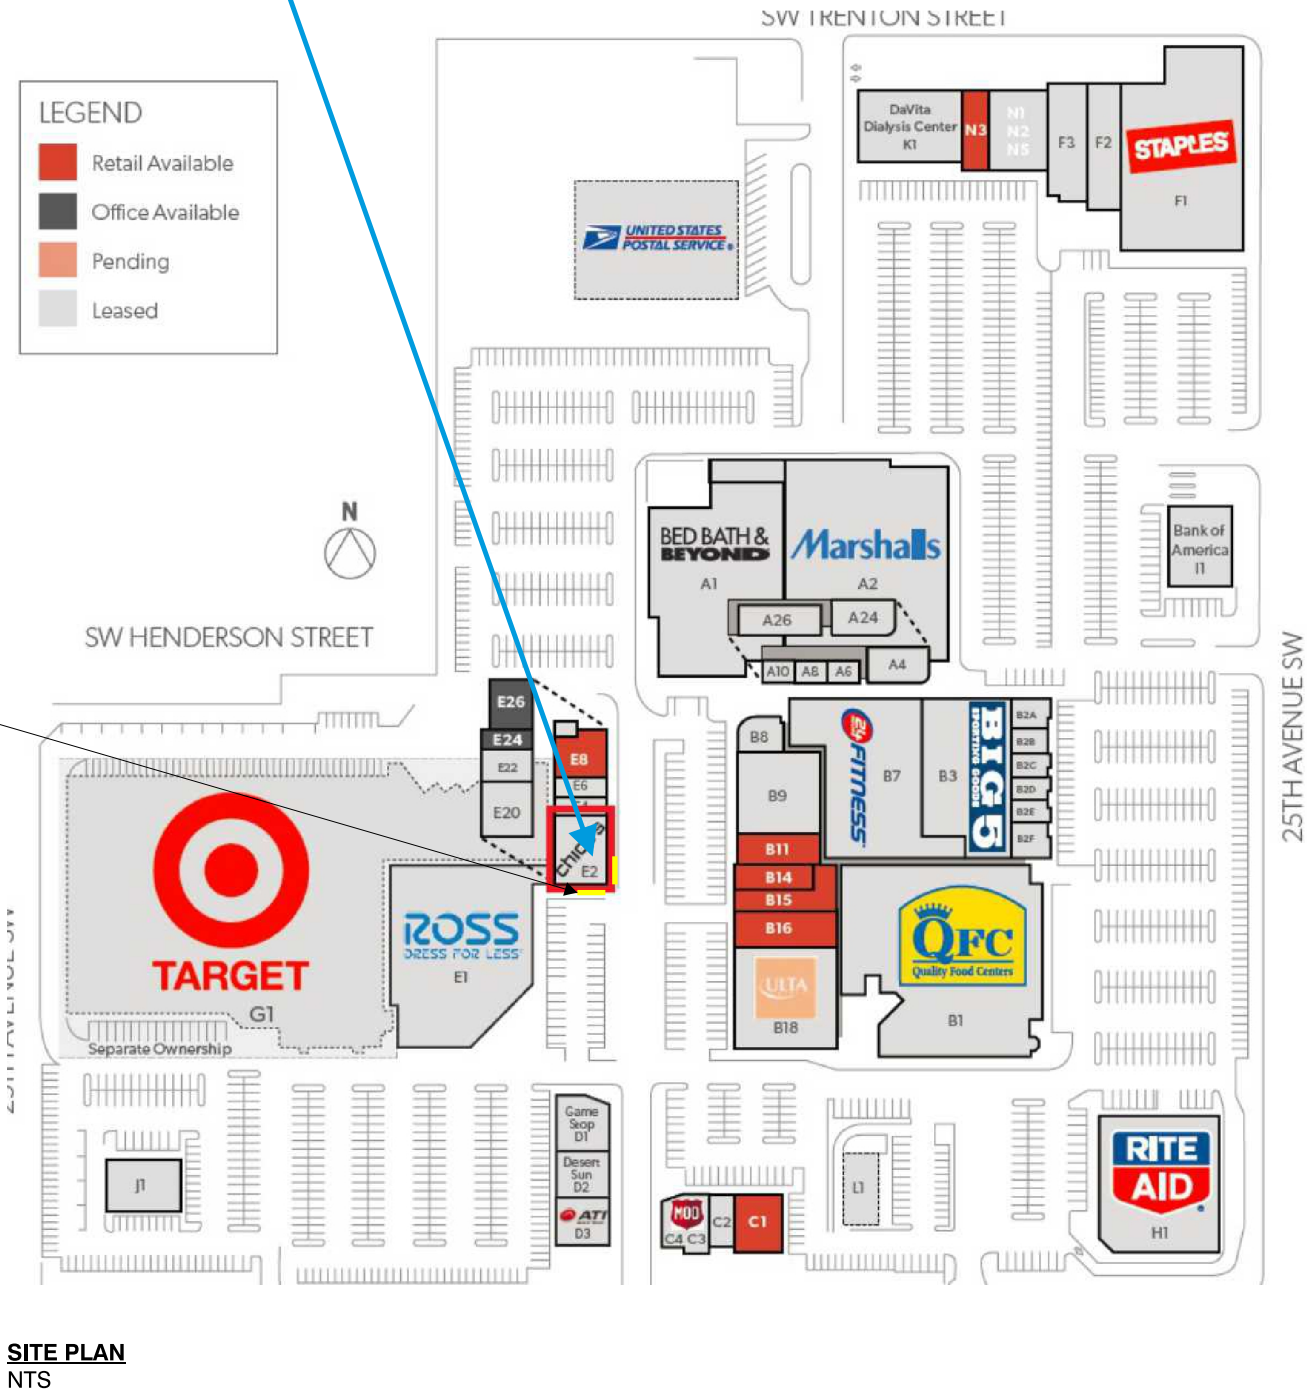 SW TRENTON STREET
LEGEND
Retail Available
Office Available
Pending
Leased
DaVita
Dialysis Center
K1
N3
N1
N2
N5
F3
F2
STAPLES
F1
UNITED STATES
POSTAL SERVICE®
N
SW HENDERSON STREET
BED BATH &
BEYOND
A1
Marshalls
A2
A26
A24
A10
A8
A6
A4
Bank of
America
I1
25TH AVENUE SW
E26
E24
E22
E20
E8
E6
E4
chico's
E2
B8
B9
B11
B14
B15
B16
ULTA
B18
24
FITNESS
B7
B3
BIG 5
SPORTING GOODS
B2A
B2B
B2C
B2D
B2E
B2F
QFC
Quality Food Centers
B1
TARGET
G1
Separate Ownership
ROSS
DRESS FOR LESS
E1
J1
Game
Stop
D1
Desert
Sun
D2
ATI
D3
MOD
C4 C3
C2
C1
L1
RITE
AID
H1
SITE PLAN
NTS